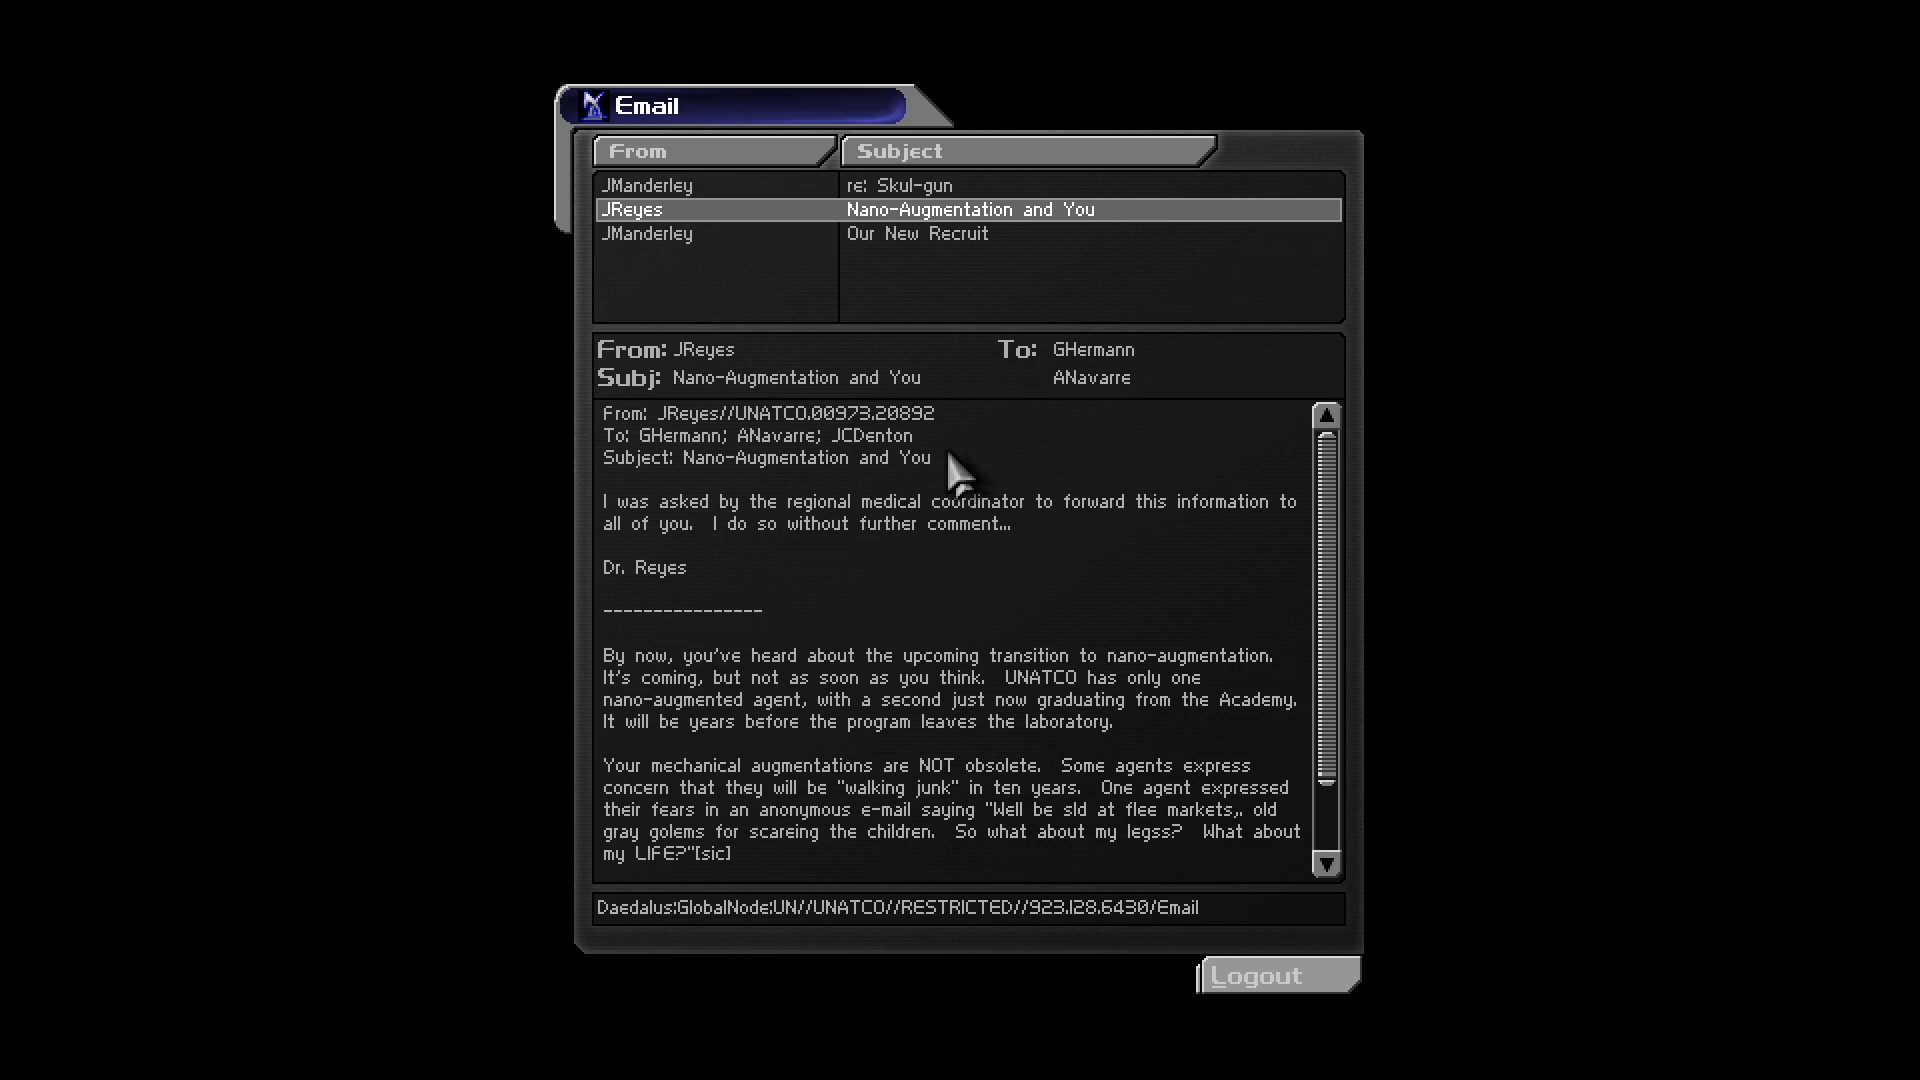 Email
From Subject
JManderley re: Skul-gun
JReyes Nano-Augmentation and You
JManderley Our New Recruit
From: JReyes To: GHermann
Subj: Nano-Augmentation and You ANavarre
From: JReyes//UNATCO.00973.20892
To: GHermann; ANavarre; JCDenton
Subject: Nano-Augmentation and You
I was asked by the regional medical coordinator to forward this information to
all of you.  I do so without further comment...
Dr. Reyes
----------------
By now, you've heard about the upcoming transition to nano-augmentation.
It's coming, but not as soon as you think.  UNATCO has only one
nano-augmented agent, with a second just now graduating from the Academy.
It will be years before the program leaves the laboratory.
Your mechanical augmentations are NOT obsolete.  Some agents express
concern that they will be "walking junk" in ten years.  One agent expressed
their fears in an anonymous e-mail saying "Well be sld at flee markets,. old
gray golems for scareing the children.  So what about my legss?  What about
my LIFE?"[sic]
Daedalus:GlobalNode:UN//UNATCO//RESTRICTED//923.128.6430/Email
Logout